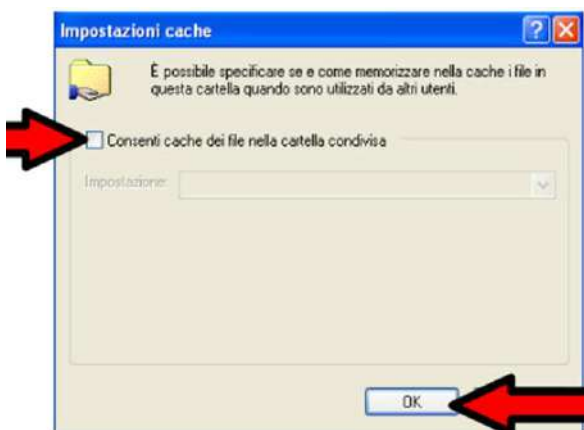 Impostazioni cache
È possibile specificare se e come memorizzare nella cache i file in
questa cartella quando sono utilizzati da altri utenti.
Consenti cache dei file nella cartella condivisa
Impostazione:
OK